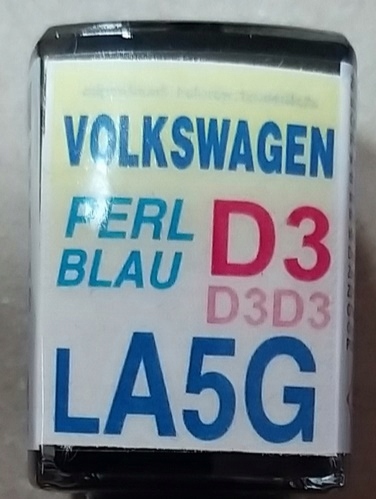 VOLKSWAGEN
PERL D3
BLAU D3D3
LA5G